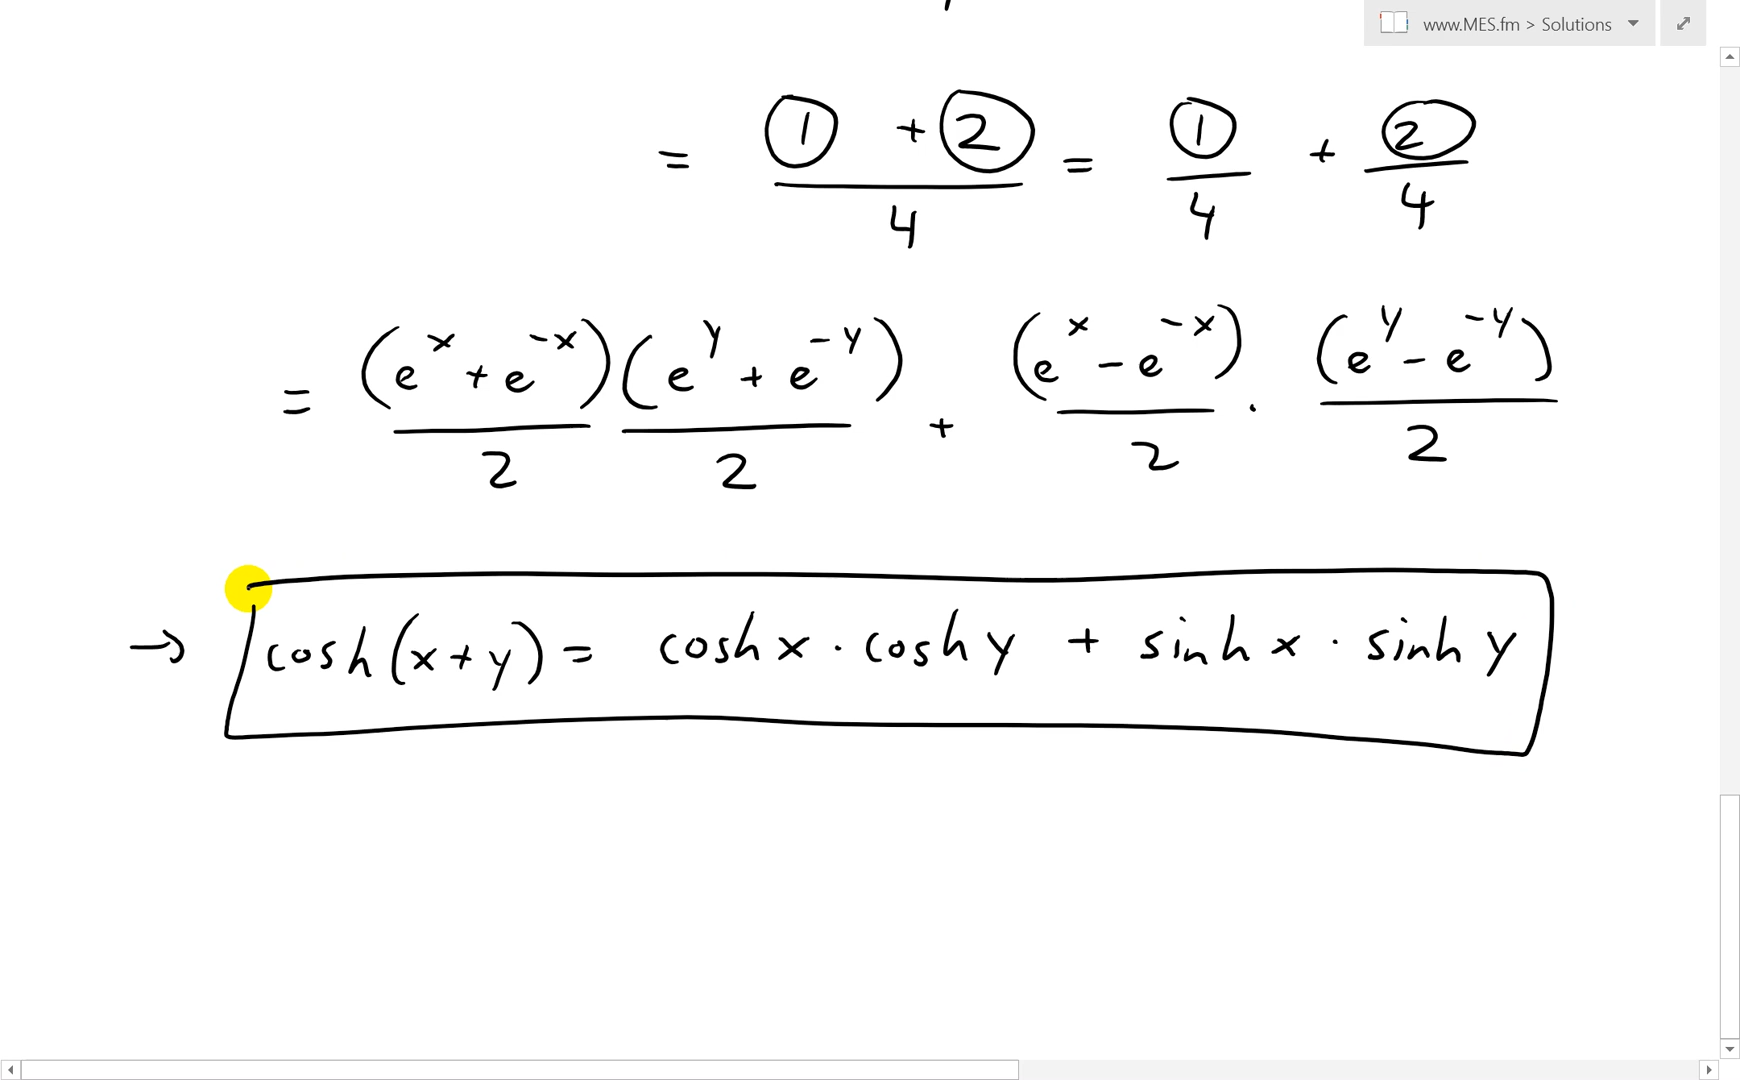 www.MES.fm > Solutions
= (①+ ②)/4 = ①/4 + ②/4
= (e^x + e^-x)/2 (e^y + e^-y)/2 + (e^x - e^-x)/2 · (e^y - e^-y)/2
→ cosh(x+y) = cosh x · cosh y + sinh x · sinh y